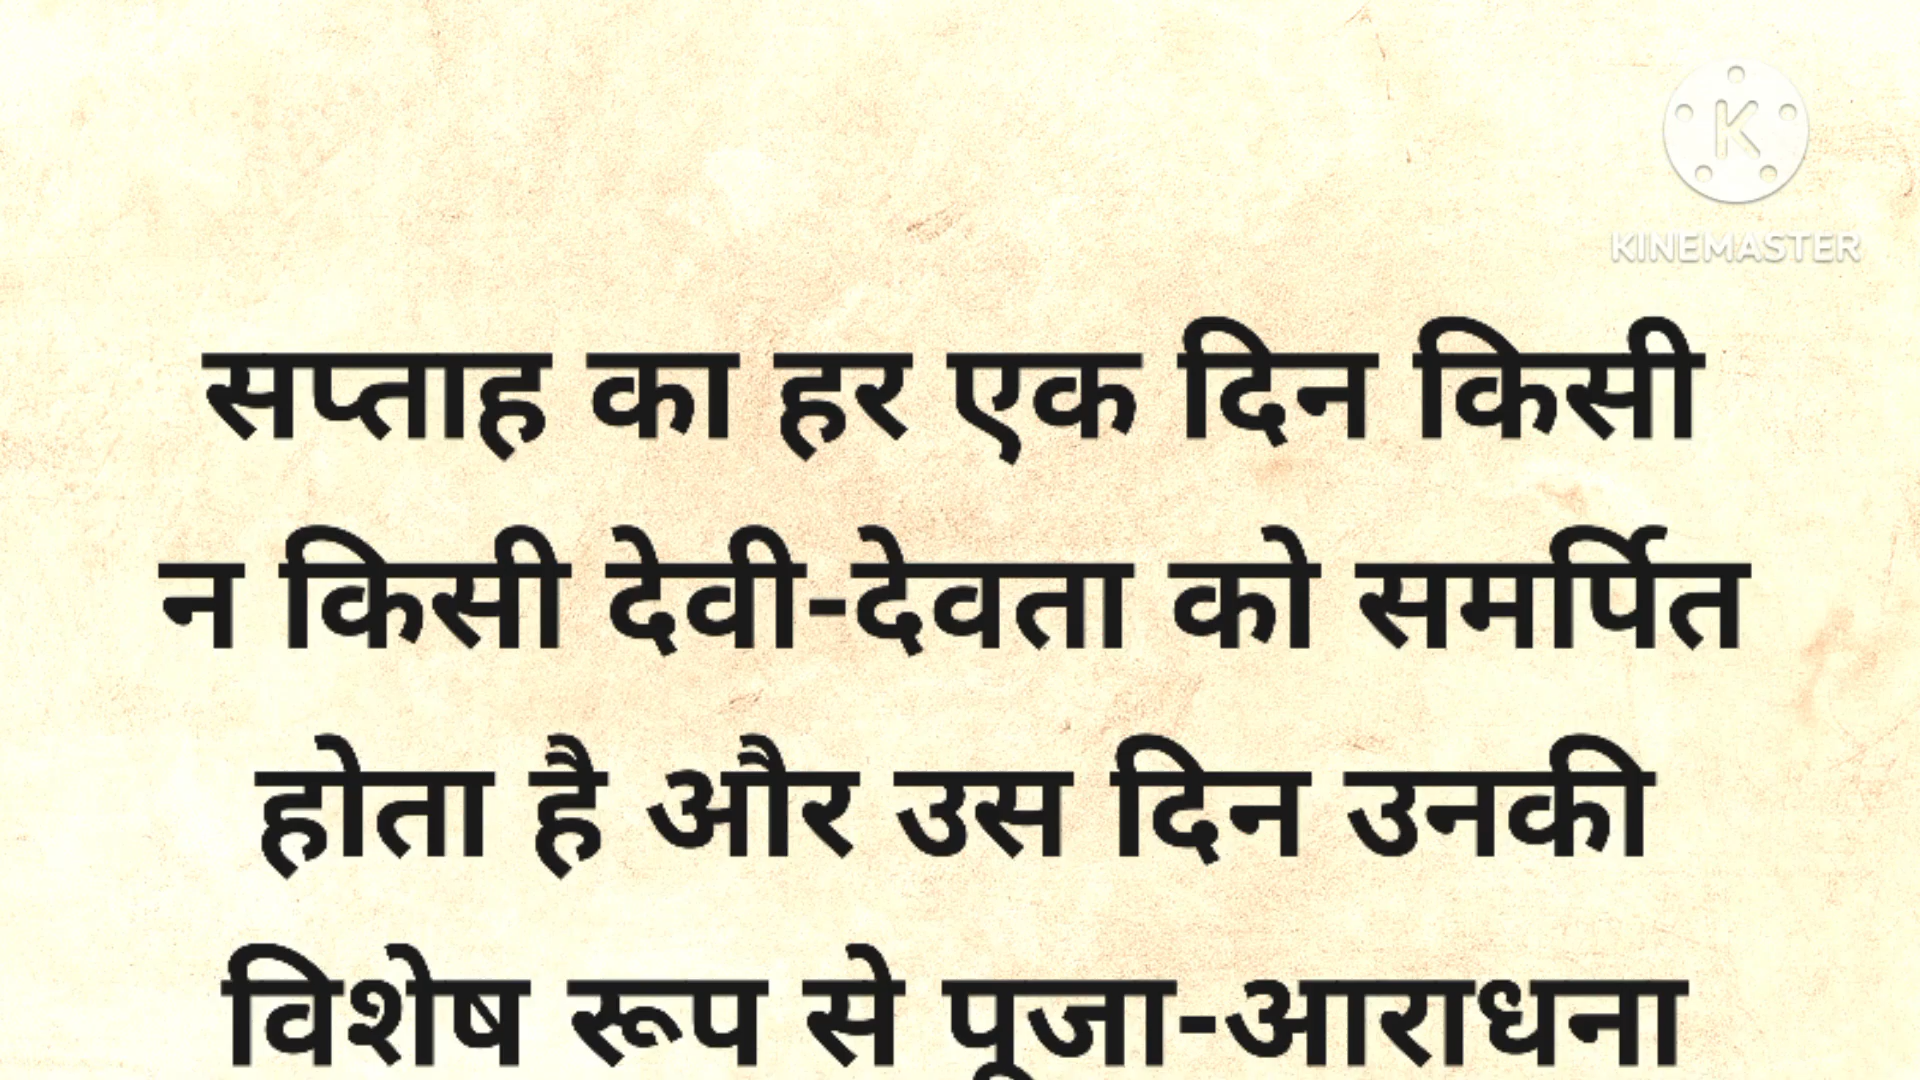 KINEMASTER
सप्ताह का हर एक दिन किसी
न किसी देवी-देवता को समर्पित
होता है और उस दिन उनकी
विशेष रूप से पूजा-आराधना